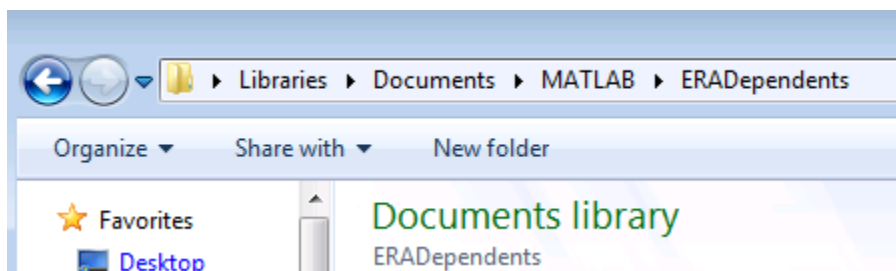 Libraries Documents MATLAB ERADependents
Organize Share with New folder
Favorites
Documents library
Desktop
ERADependents